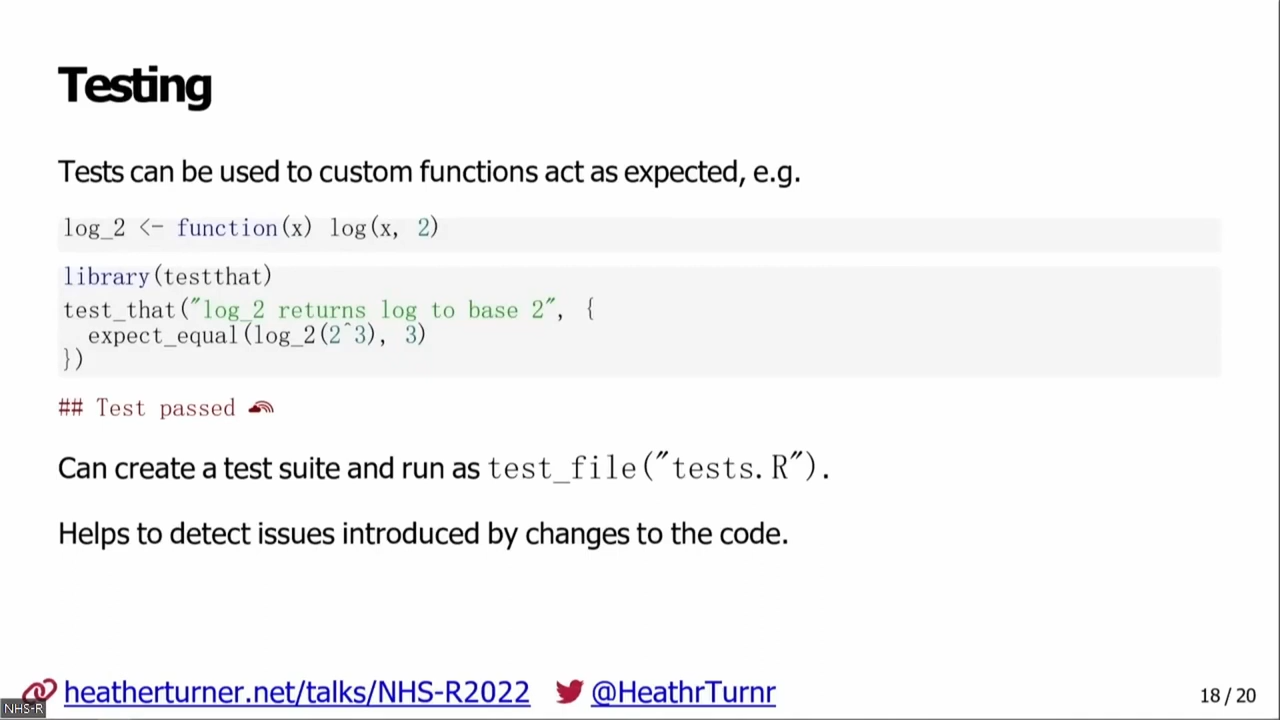 Testing
Tests can be used to custom functions act as expected, e.g.
log_2 <- function(x) log(x, 2)
library(testthat)
test_that("log_2 returns log to base 2", {
  expect_equal(log_2(2^3), 3)
})
## Test passed
Can create a test suite and run as test_file("tests.R").
Helps to detect issues introduced by changes to the code.
heatherturner.net/talks/NHS-R2022 @HeathrTurnr
18 / 20
NHS-R